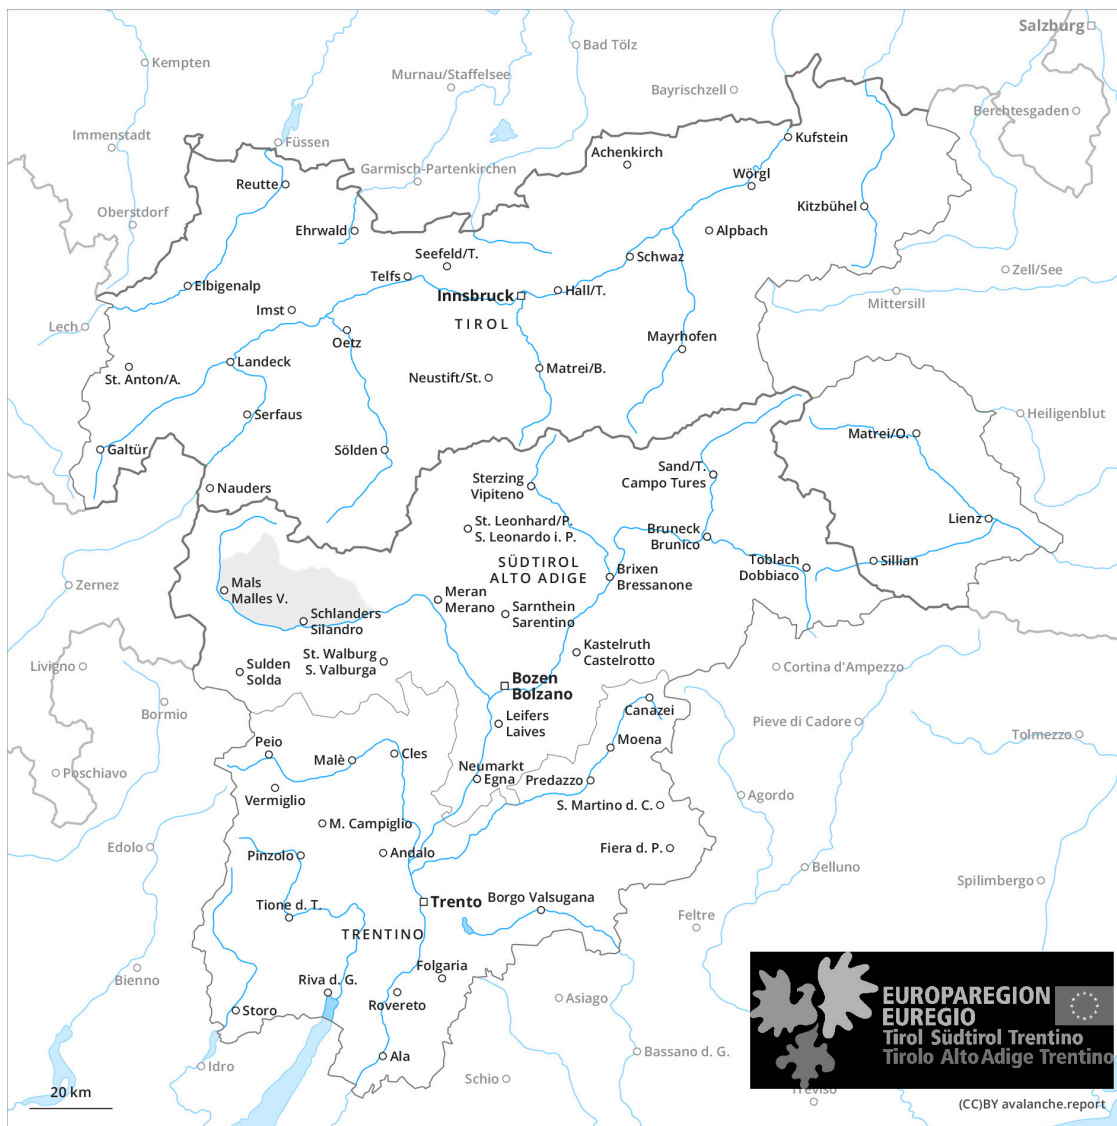 Salzburg
Bad Tölz
Kempten
Murnau/Staffelsee
Bayrischzell
Berchtesgaden
Immenstadt
Füssen
Kufstein
Achenkirch
Garmisch-Partenkirchen
Wörgl
Reutte
Oberstdorf
Kitzbühel
Ehrwald
Alpbach
Seefeld/T.
Schwaz
Zell/See
Telfs
Elbigenalp
Hall/T.
Innsbruck
Mittersill
Imst
TIROL
Lech
Oetz
Mayrhofen
Landeck
Matrei/B.
St. Anton/A.
Neustift/St.
Serfaus
Heiligenblut
Matrei/O.
Galtür
Sölden
Sand/T.
Campo Tures
Sterzing
Vipiteno
Nauders
St. Leonhard/P.
S. Leonardo i. P.
Lienz
Bruneck
Brunico
SÜDTIROL
ALTO ADIGE
Toblach
Dobbiaco
Sillian
Brixen
Bressanone
Zernez
Mals
Malles V.
Meran
Merano
Schlanders
Silandro
Sarnthein
Sarentino
Kastelruth
Castelrotto
St. Walburg
S. Valburga
Livigno
Sulden
Solda
Cortina d'Ampezzo
Bozen
Bolzano
Bormio
Canazei
Leifers
Laives
Pieve di Cadore
Tolmezzo
Moena
Peio
Malè
Cles
Neumarkt
Egna
Predazzo
Poschiavo
Vermiglio
Agordo
S. Martino d. C.
M. Campiglio
Edolo
Pinzolo
Andalo
Fiera d. P.
Belluno
Spilimbergo
Trento
Borgo Valsugana
Tione d. T.
Feltre
TRENTINO
Folgaria
Bienno
Riva d. G.
Rovereto
Asiago
Storo
EUROPAREGION
EUREGIO
Tirol Südtirol Trentino
Tirolo Alto Adige Trentino
Ala
Idro
Bassano d. G.
Schio
Treviso
20 km
(CC)BY avalanche.report